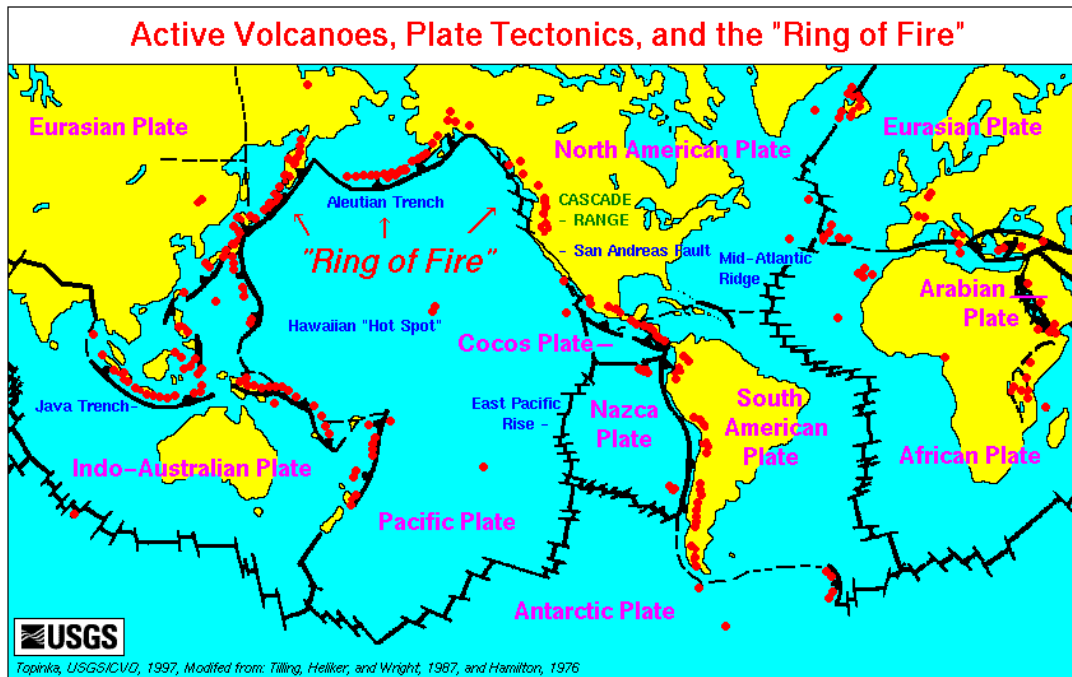 Active Volcanoes, Plate Tectonics, and the "Ring of Fire"
Eurasian Plate
North American Plate
Eurasian Plate
Aleutian Trench
CASCADE
- RANGE
"Ring of Fire"
- San Andreas Fault
Mid-Atlantic
Ridge
Arabian
Plate
Hawaiian "Hot Spot"
Cocos Plate
Java Trench
East Pacific
Rise -
Nazca
Plate
South
American
Plate
Indo-Australian Plate
African Plate
Pacific Plate
Antarctic Plate
USGS
Topinka, USGS/CVO, 1997, Modifed from: Tilling, Heliker, and Wright, 1987, and Hamilton, 1976